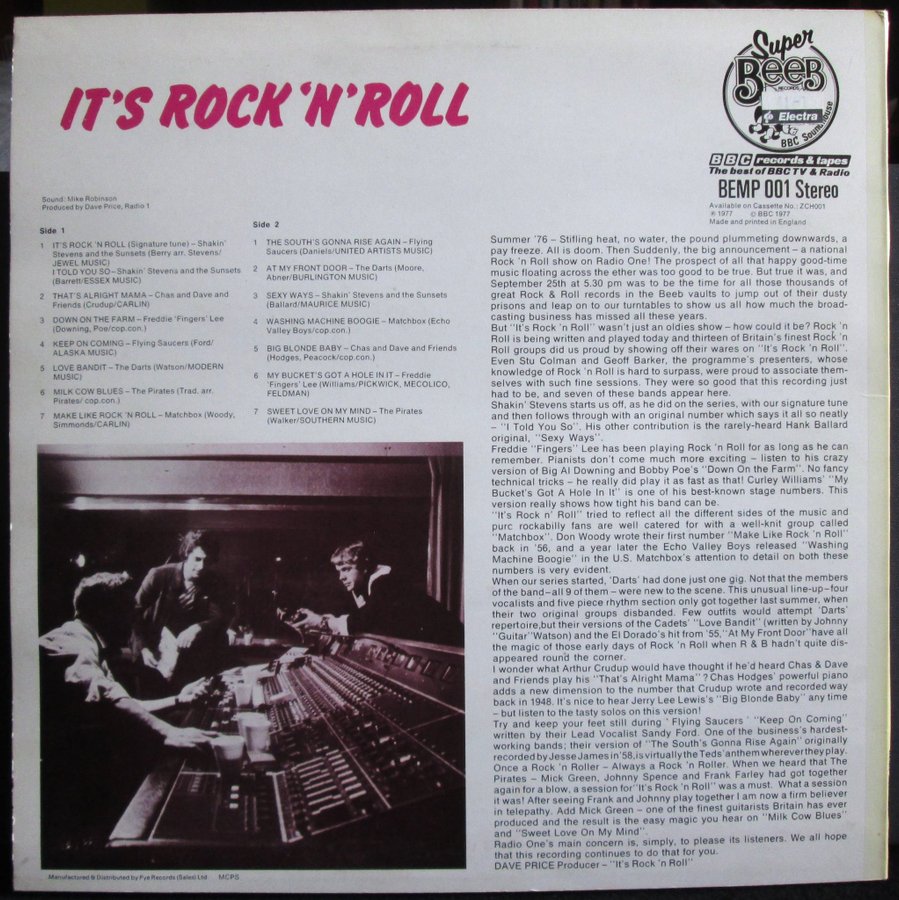 IT'S ROCK 'N' ROLL
Super
BeeB
RECORDS
Electra
BBC Soundhouse
BBC records & tapes
The best of BBC TV & Radio
BEMP 001 Stereo
Available on Cassette No.: ZCH001
℗ 1977 © BBC 1977
Made and printed in England
Sound: Mike Robinson
Produced by Dave Price, Radio 1
Side 1
1 IT'S ROCK 'N ROLL (Signature tune) – Shakin'
Stevens and the Sunsets (Berry arr. Stevens/
JEWEL MUSIC)
I TOLD YOU SO – Shakin' Stevens and the Sunsets
(Barrett/ESSEX MUSIC)
2 THAT'S ALRIGHT MAMA – Chas and Dave and
Friends (Crudup/CARLIN)
3 DOWN ON THE FARM – Freddie 'Fingers' Lee
(Downing, Poe/cop.con.)
4 KEEP ON COMING – Flying Saucers (Ford/
ALASKA MUSIC)
5 LOVE BANDIT – The Darts (Watson/MODERN
MUSIC)
6 MILK COW BLUES – The Pirates (Trad. arr.
Pirates/ cop.con.)
7 MAKE LIKE ROCK 'N ROLL – Matchbox (Woody,
Simmonds/CARLIN)
Side 2
1 THE SOUTH'S GONNA RISE AGAIN – Flying
Saucers (Daniels/UNITED ARTISTS MUSIC)
2 AT MY FRONT DOOR – The Darts (Moore,
Abner/BURLINGTON MUSIC)
3 SEXY WAYS – Shakin' Stevens and the Sunsets
(Ballard/MAURICE MUSIC)
4 WASHING MACHINE BOOGIE – Matchbox (Echo
Valley Boys/cop.con.)
5 BIG BLONDE BABY – Chas and Dave and Friends
(Hodges, Peacock/cop.con.)
6 MY BUCKET'S GOT A HOLE IN IT – Freddie
'Fingers' Lee (Williams/PICKWICK, MECOLICO,
FELDMAN)
7 SWEET LOVE ON MY MIND – The Pirates
(Walker/SOUTHERN MUSIC)
Summer '76 – Stifling heat, no water, the pound plummeting downwards, a
pay freeze. All is doom. Then Suddenly, the big announcement – a national
Rock 'n Roll show on Radio One! The prospect of all that happy good-time
music floating across the ether was too good to be true. But true it was, and
September 25th at 5.30 pm was to be the time for all those thousands of
great Rock & Roll records in the Beeb vaults to jump out of their dusty
prisons and leap on to our turntables to show us all how much the broad-
casting business has missed all these years.
But "It's Rock 'n Roll" wasn't just an oldies show – how could it be? Rock 'n
Roll is being written and played today and thirteen of Britain's finest Rock 'n
Roll groups did us proud by showing off their wares on "It's Rock 'n Roll".
Even Stu Colman and Geoff Barker, the programme's presenters, whose
knowledge of Rock 'n Roll is hard to surpass, were proud to associate them-
selves with such fine sessions. They were so good that this recording just
had to be, and seven of these bands appear here.
Shakin' Stevens starts us off, as he did on the series, with our signature tune
and then follows through with an original number which says it all so neatly
– "I Told You So". His other contribution is the rarely-heard Hank Ballard
original, "Sexy Ways".
Freddie "Fingers" Lee has been playing Rock 'n Roll for as long as he can
remember. Pianists don't come much more exciting – listen to his crazy
version of Big Al Downing and Bobby Poe's "Down On the Farm". No fancy
technical tricks – he really did play it as fast as that! Curley Williams' "My
Bucket's Got A Hole In It" is one of his best-known stage numbers. This
version really shows how tight his band can be.
"It's Rock n' Roll" tried to reflect all the different sides of the music and
purc rockabilly fans are well catered for with a well-knit group called
"Matchbox". Don Woody wrote their first number "Make Like Rock 'n Roll"
back in '56, and a year later the Echo Valley Boys released "Washing
Machine Boogie" in the U.S. Matchbox's attention to detail on both these
numbers is very evident.
When our series started, 'Darts' had done just one gig. Not that the members
of the band – all 9 of them – were new to the scene. This unusual line-up – four
vocalists and five piece rhythm section only got together last summer, when
their two original groups disbanded. Few outfits would attempt 'Darts'
repertoire, but their versions of the Cadets' "Love Bandit" (written by Johnny
"Guitar" Watson) and the El Dorado's hit from '55, "At My Front Door" have all
the magic of those early days of Rock 'n Roll when R & B hadn't quite dis-
appeared round the corner.
I wonder what Arthur Crudup would have thought if he'd heard Chas & Dave
and Friends play his "That's Alright Mama"? Chas Hodges' powerful piano
adds a new dimension to the number that Crudup wrote and recorded way
back in 1948. It's nice to hear Jerry Lee Lewis's "Big Blonde Baby" any time
– but listen to the tasty solos on this version!
Try and keep your feet still during 'Flying Saucers' "Keep On Coming"
written by their Lead Vocalist Sandy Ford. One of the business's hardest-
working bands; their version of "The South's Gonna Rise Again" originally
recorded by Jesse James in '58, is virtually the Teds' anthem wherever they play.
Once a Rock 'n Roller – Always a Rock 'n Roller. When we heard that The
Pirates – Mick Green, Johnny Spence and Frank Farley had got together
again for a blow, a session for "It's Rock 'n Roll" was a must. What a session
it was! After seeing Frank and Johnny play together I am now a firm believer
in telepathy. Add Mick Green – one of the finest guitarists Britain has ever
produced and the result is the easy magic you hear on "Milk Cow Blues"
and "Sweet Love On My Mind".
Radio One's main concern is, simply, to please its listeners. We all hope
that this recording continues to do that for you.
DAVE PRICE Producer – "It's Rock 'n Roll"
Manufactured & Distributed by Pye Records (Sales) Ltd MCPS